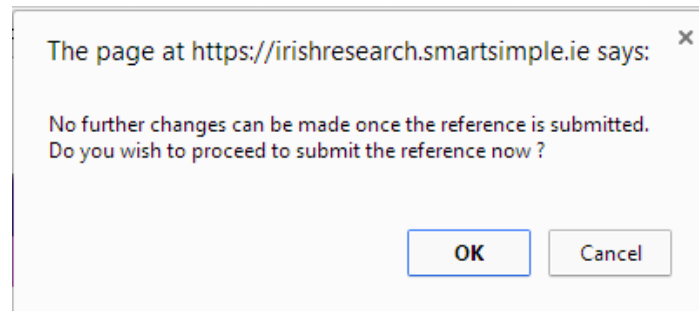 The page at https://irishresearch.smartsimple.ie says:
No further changes can be made once the reference is submitted.
Do you wish to proceed to submit the reference now ?
OK Cancel